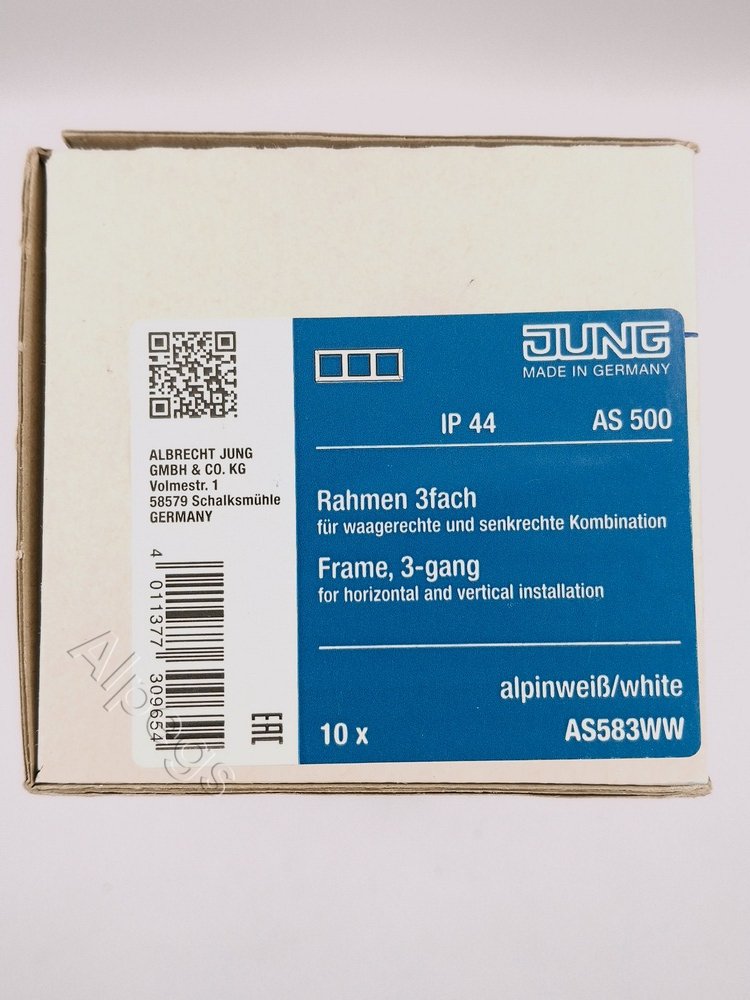 JUNG
MADE IN GERMANY
IP 44
AS 500
ALBRECHT JUNG
GMBH & CO. KG
Volmestr. 1
58579 Schalksmühle
GERMANY
Rahmen 3fach
für waagerechte und senkrechte Kombination
Frame, 3-gang
for horizontal and vertical installation
4 011377 309654
EAC
alpinweiß/white
10 x
AS583WW
Alpogs